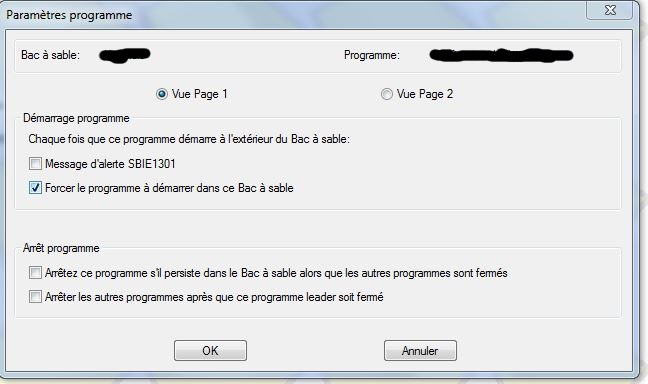 Paramètres programme
Bac à sable: Programme:
Vue Page 1 Vue Page 2
Démarrage programme
Chaque fois que ce programme démarre à l'extérieur du Bac à sable:
Message d'alerte SBIE1301
Forcer le programme à démarrer dans ce Bac à sable
Arrêt programme
Arrêtez ce programme s'il persiste dans le Bac à sable alors que les autres programmes sont fermés
Arrêter les autres programmes après que ce programme leader soit fermé
OK Annuler